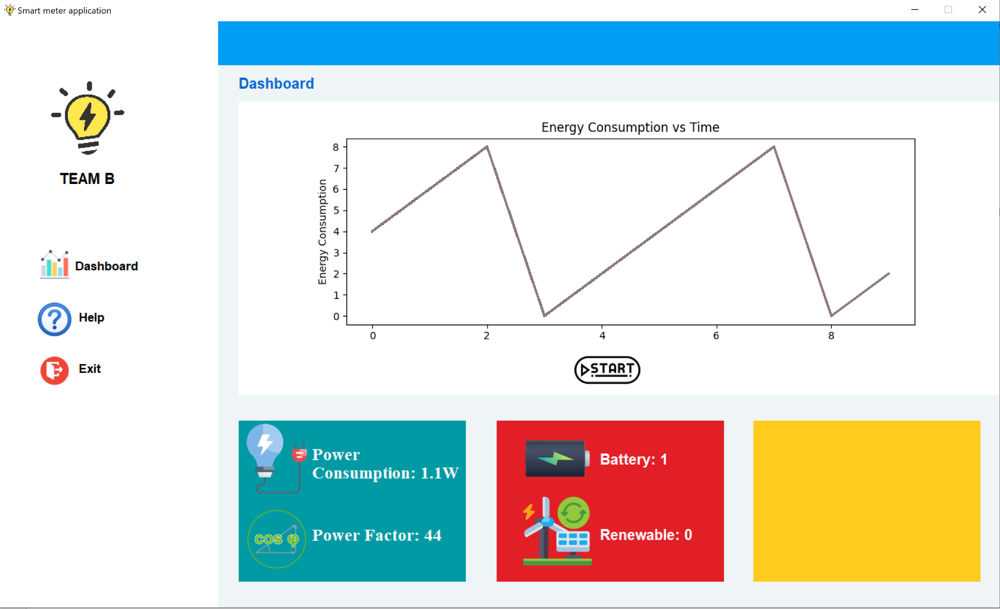 Smart meter application
TEAM B
Dashboard
Help
Exit
Dashboard
Energy Consumption vs Time
Energy Consumption
8
7
6
5
4
3
2
1
0
0 2 4 6 8
START
Power
Consumption: 1.1W
cos φ
Power Factor: 44
Battery: 1
Renewable: 0